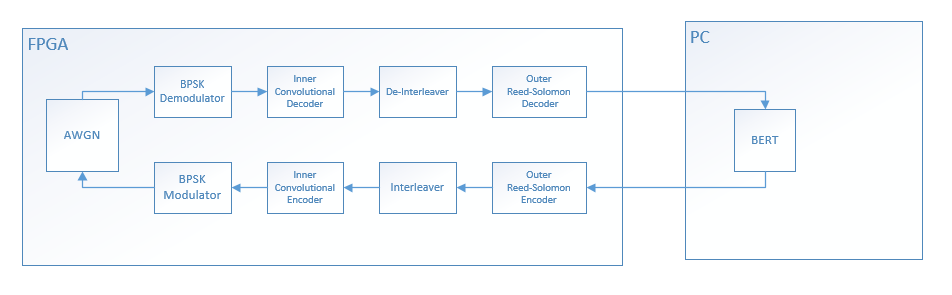 FPGA
PC
BPSK
Demodulator
Inner
Convolutional
Decoder
De-Interleaver
Outer
Reed-Solomon
Decoder
AWGN
BERT
BPSK
Modulator
Inner
Convolutional
Encoder
Interleaver
Outer
Reed-Solomon
Encoder